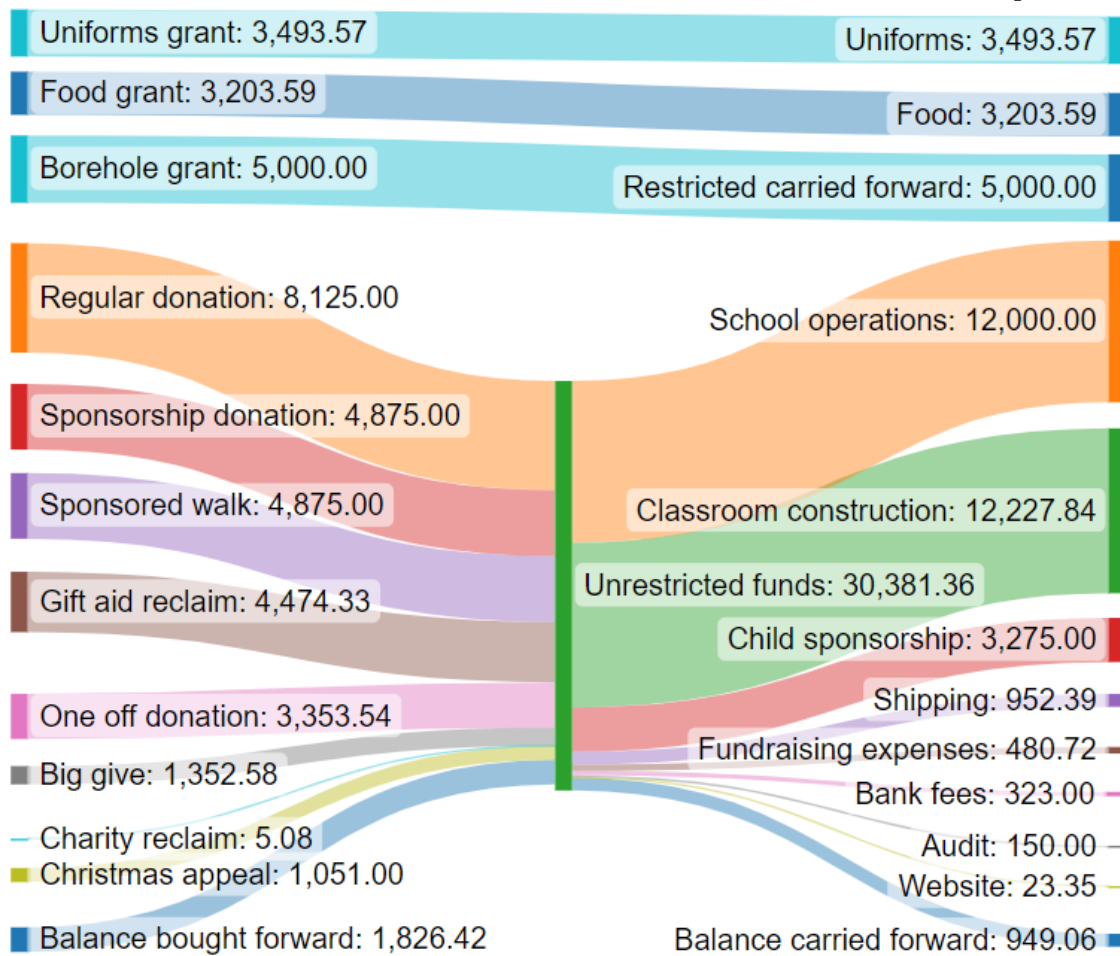 Uniforms grant: 3,493.57
Uniforms: 3,493.57
Food grant: 3,203.59
Food: 3,203.59
Borehole grant: 5,000.00
Restricted carried forward: 5,000.00
Regular donation: 8,125.00
School operations: 12,000.00
Sponsorship donation: 4,875.00
Sponsored walk: 4,875.00
Classroom construction: 12,227.84
Unrestricted funds: 30,381.36
Gift aid reclaim: 4,474.33
Child sponsorship: 3,275.00
Shipping: 952.39
One off donation: 3,353.54
Fundraising expenses: 480.72
Big give: 1,352.58
Bank fees: 323.00
Charity reclaim: 5.08
Audit: 150.00
Christmas appeal: 1,051.00
Website: 23.35
Balance bought forward: 1,826.42
Balance carried forward: 949.06